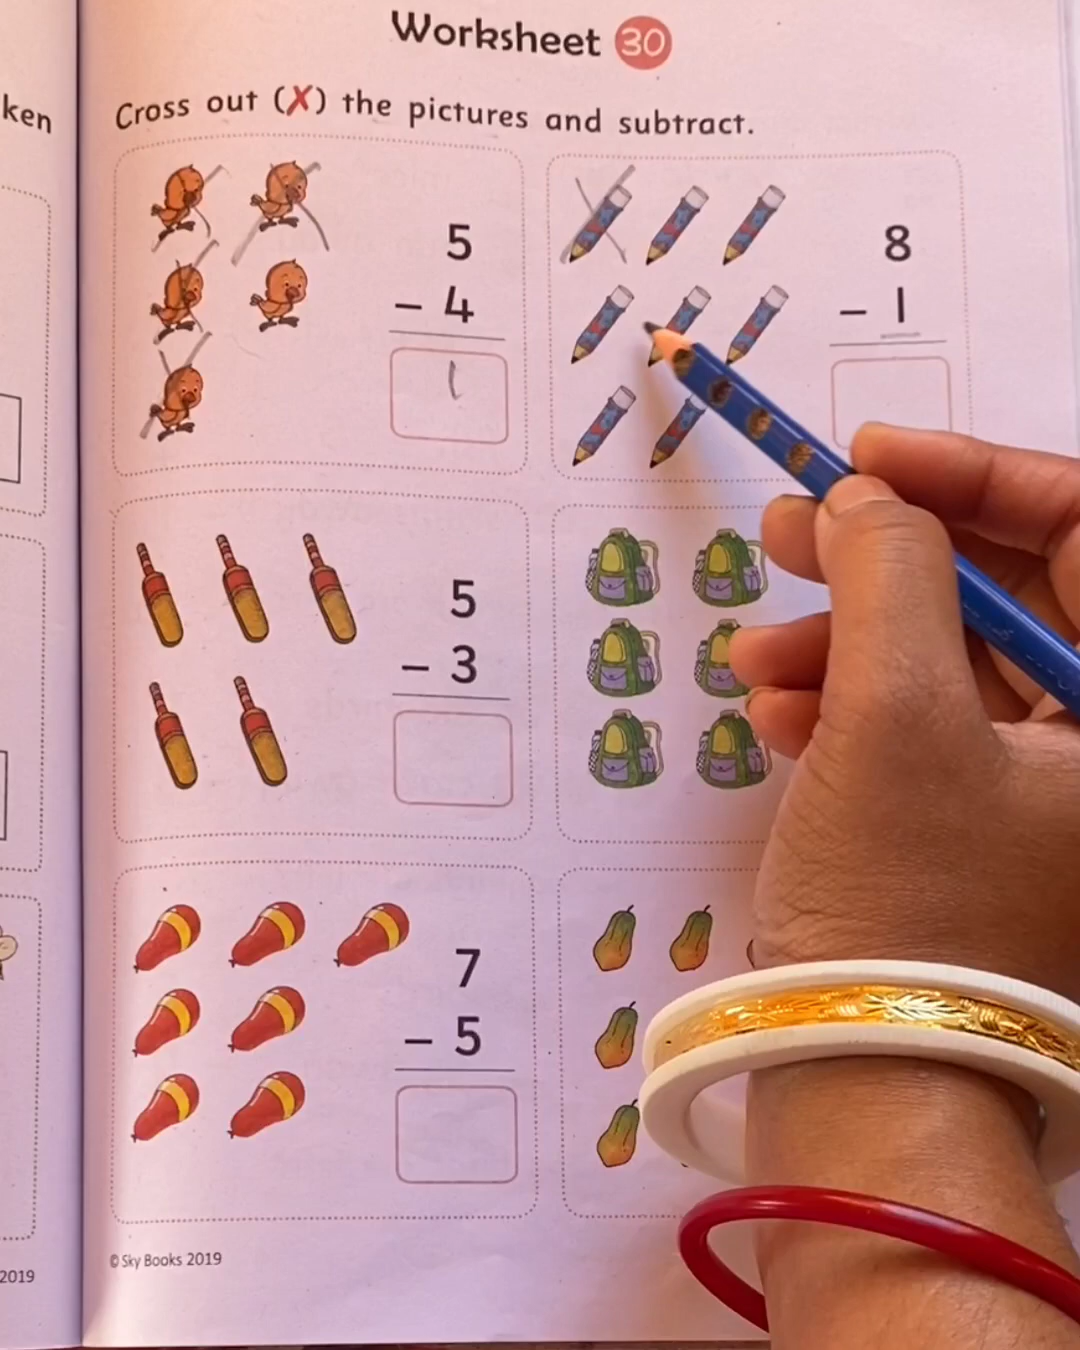 Worksheet 30
ken
Cross out (X) the pictures and subtract.
5
– 4
1
8
– 1
5
– 3
7
– 5
© Sky Books 2019
2019